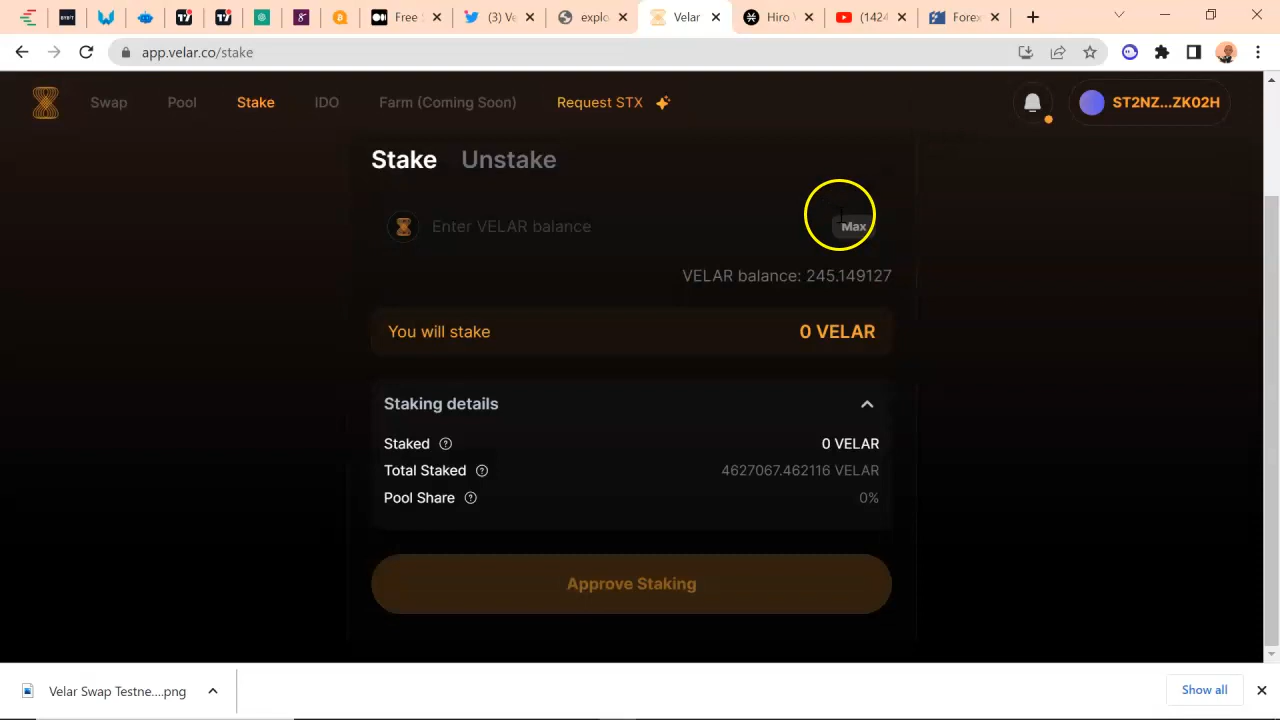 Free S
(3) Ve
explo
Velar
Hiro
(1424
Forex
app.velar.co/stake
Swap
Pool
Stake
IDO
Farm (Coming Soon)
Request STX
ST2NZ...ZK02H
Stake
Unstake
Enter VELAR balance
Max
VELAR balance: 245.149127
You will stake
0 VELAR
Staking details
Staked
0 VELAR
Total Staked
4627067.462116 VELAR
Pool Share
0%
Approve Staking
Velar Swap Testne....png
Show all